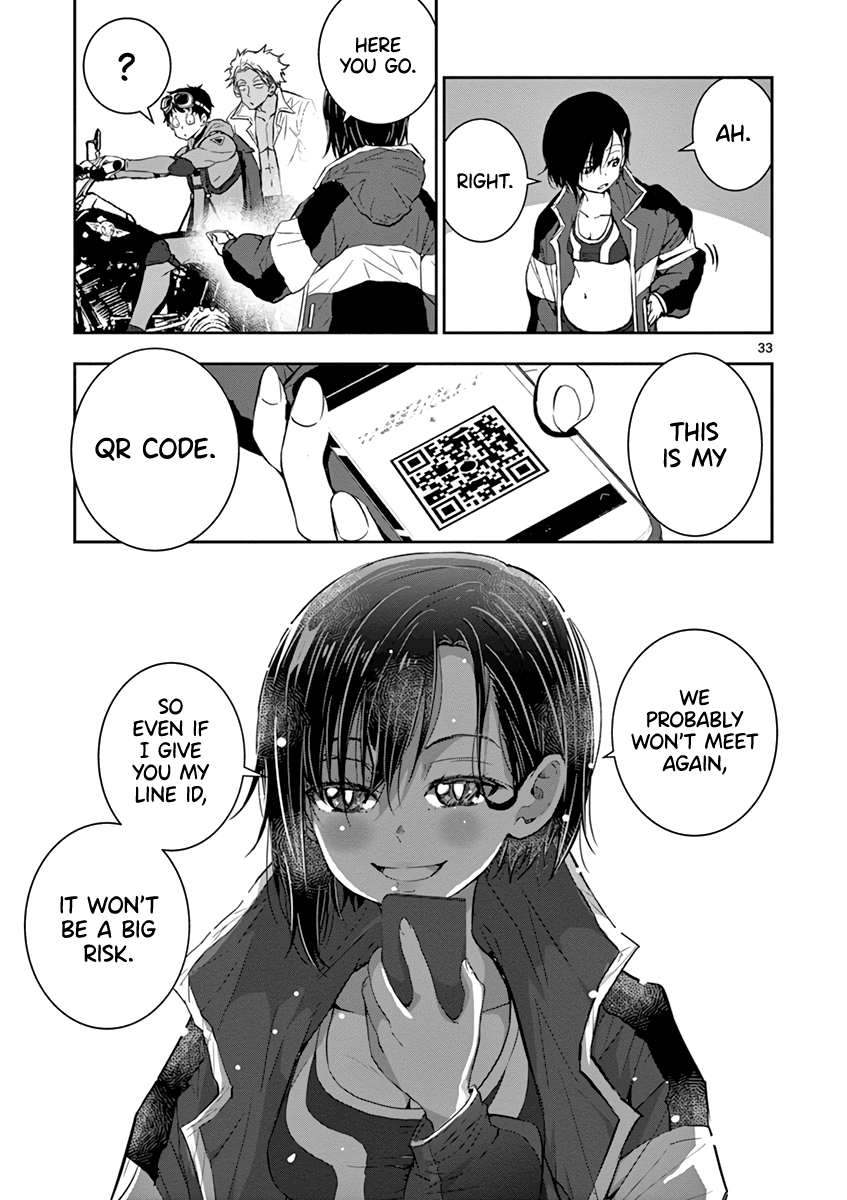 AH.
RIGHT.
HERE
YOU GO.
?
33
THIS
IS MY
QR CODE.
WE
PROBABLY
WON'T MEET
AGAIN,
SO
EVEN IF
I GIVE
YOU MY
LINE ID,
IT WON'T
BE A BIG
RISK.